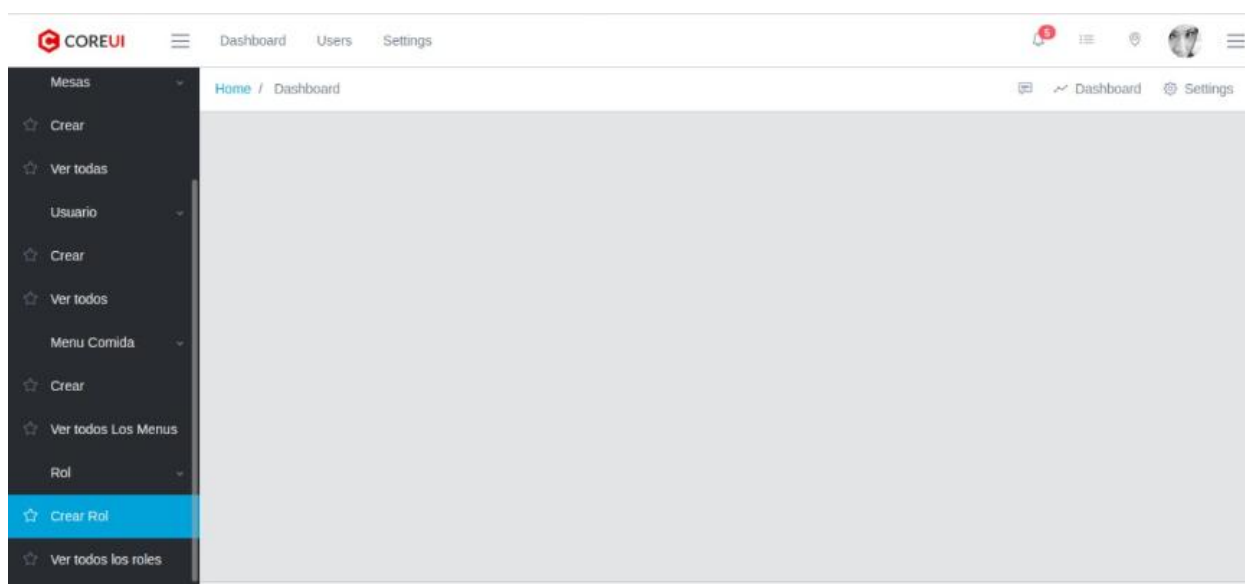 COREUI Dashboard Users Settings 5
Home / Dashboard Dashboard Settings
Mesas
Crear
Ver todas
Usuario
Crear
Ver todos
Menu Comida
Crear
Ver todos Los Menus
Rol
Crear Rol
Ver todos los roles